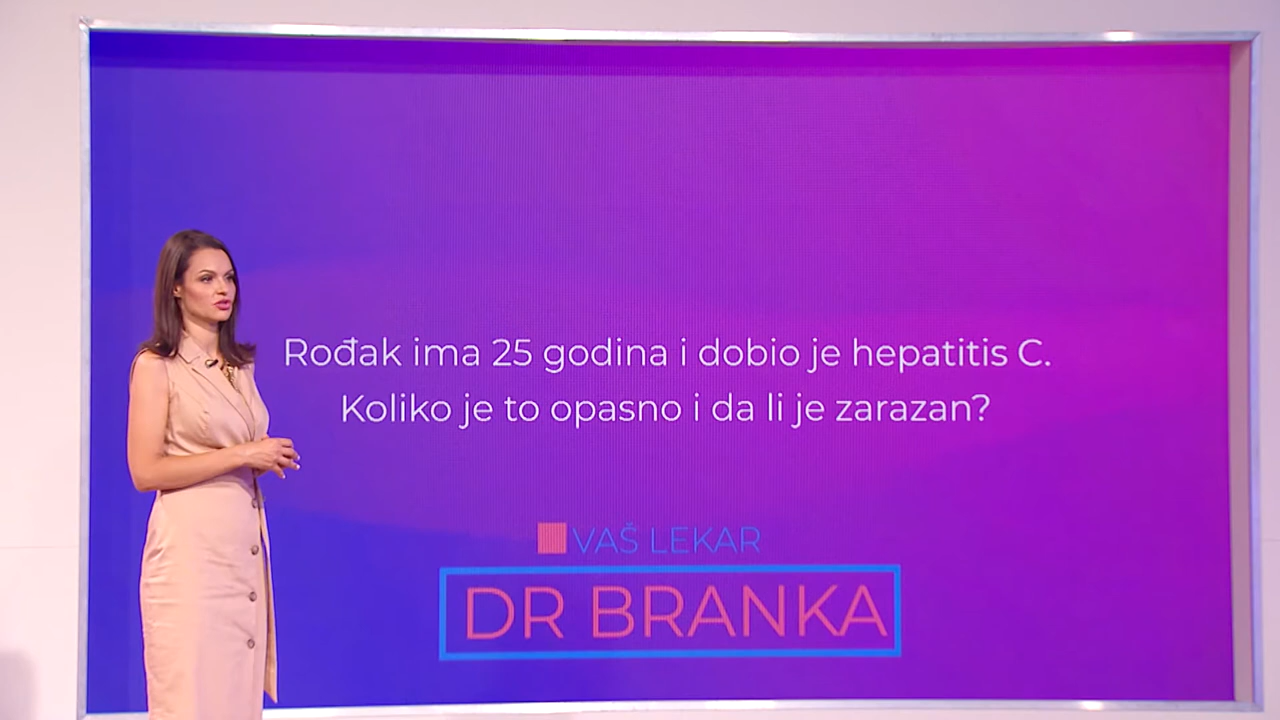 Rođak ima 25 godina i dobio je hepatitis C.
Koliko je to opasno i da li je zarazan?
VAŠ LEKAR
DR BRANKA